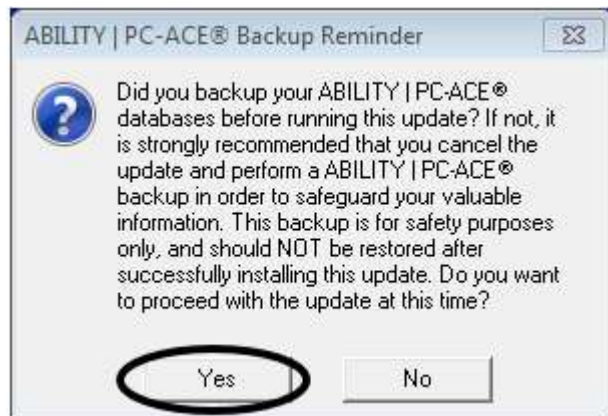 ABILITY | PC-ACE® Backup Reminder
Did you backup your ABILITY | PC-ACE®
databases before running this update? If not, it
is strongly recommended that you cancel the
update and perform a ABILITY | PC-ACE®
backup in order to safeguard your valuable
information. This backup is for safety purposes
only, and should NOT be restored after
successfully installing this update. Do you want
to proceed with the update at this time?
Yes No